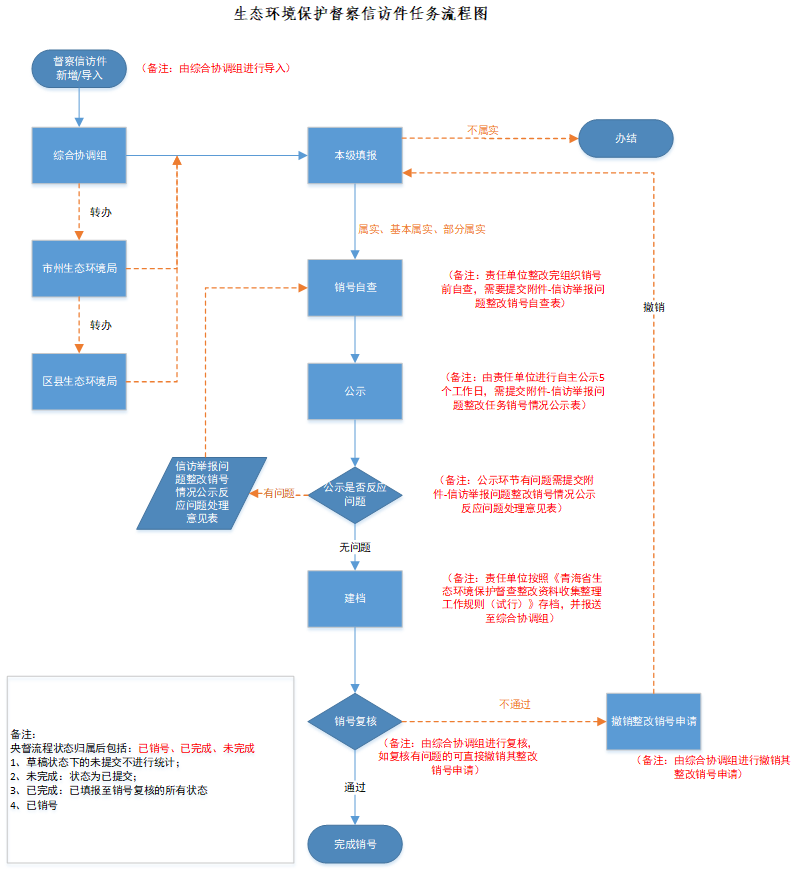 生态环境保护督察信访件任务流程图
督察信访件
新增/导入
（备注：由综合协调组进行导入）
综合协调组
本级填报
不属实
办结
转办
属实、基本属实、部分属实
市州生态环境局
销号自查
（备注：责任单位整改完组织销号
前自查，需要提交附件-信访举报问
题整改销号自查表）
撤销
转办
区县生态环境局
公示
（备注：由责任单位进行自主公示5
个工作日，需提交附件-信访举报问
题整改任务销号情况公示表）
信访举报问
题整改销号
情况公示反
应问题处理
意见表
有问题
公示是否反应
问题
（备注：公示环节有问题需提交附
件-信访举报问题整改销号情况公示
反应问题处理意见表）
无问题
建档
（备注：责任单位按照《青海省生
态环境保护督查整改资料收集整理
工作规则（试行）》存档，并报送
至综合协调组）
销号复核
不通过
撤销整改销号申请
（备注：由综合协调组进行复核，
如复核有问题的可直接撤销其整改
销号申请）
（备注：由综合协调组进行撤销其
整改销号申请）
通过
完成销号
备注：
央督流程状态归属后包括：已销号、已完成、未完成
1、草稿状态下的未提交不进行统计；
2、未完成：状态为已提交；
3、已完成：已填报至销号复核的所有状态
4、已销号